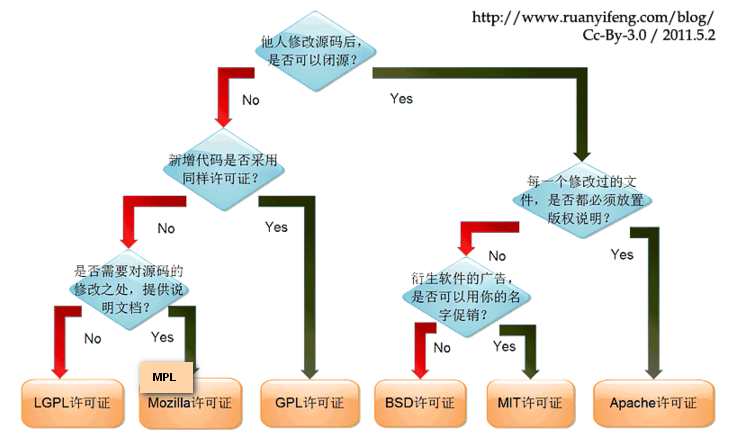 http://www.ruanyifeng.com/blog/
Cc-By-3.0 / 2011.5.2
他人修改源码后，
是否可以闭源？
No
Yes
新增代码是否采用
同样许可证？
每一个修改过的文
件，是否都必须放置
版权说明？
No
Yes
No
Yes
是否需要对源码的
修改之处，提供说
明文档？
衍生软件的广告，
是否可以用你的名
字促销？
No
Yes
No
Yes
MPL
LGPL许可证
Mozilla许可证
GPL许可证
BSD许可证
MIT许可证
Apache许可证